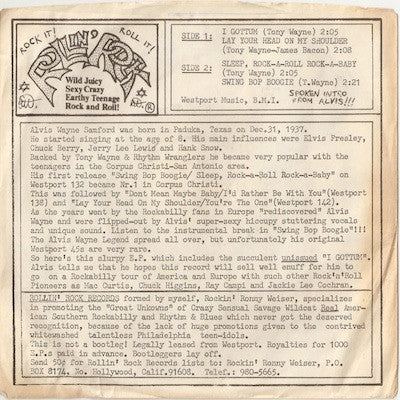 ROCK IT!
ROLL IT!
ROLLIN' ROCK
Wild Juicy
Sexy Crazy
Earthy Teenage
Rock and Roll!
SIDE 1:
I GOTTUM (Tony Wayne) 2:05
LAY YOUR HEAD ON MY SHOULDER
(Tony Wayne-James Bacon) 2:08
SIDE 2:
SLEEP, ROCK-A-ROLL ROCK-A-BABY
(Tony Wayne) 2:05
SWING BOP BOOGIE (T.Wayne) 2:21
Westport Music, B.M.I.
SPOKEN INTRO
FROM ALVIS!!!
Alvis Wayne Samford was born in Paduka, Texas on Dec.31, 1937.
He started singing at the age of 8. His main influences were Elvis Presley,
Chuck Berry, Jerry Lee Lewis and Hank Snow.
Backed by Tony Wayne & Rhythm Wranglers he became very popular with the
teenagers in the Corpus Christi-San Antonio area.
His first release "Swing Bop Boogie/ Sleep, Rock-a-Roll Rock-a-Baby" on
Westport 132 became Nr.1 in Corpus Christi.
This was followed by "Dont Mean Maybe Baby/I'd Rather Be With You"(Westport
138) and "Lay Your Head On My Shoulder/You're The One"(Westport 142).
As the years went by the Rockabilly fans in Europe "rediscovered" Alvis
Wayne and were flipped-out by Alvis' super-sexy hiccupy stuttering vocals
and unique sound. Listen to the instrumental break in "Swing Bop Boogie"!!!
The Alvis Wayne Legend spread all over, but unfortunately his original
Westport 45s are very rare.
So here's this slurpy E.P. which includes the succulent unissued "I GOTTUM".
Alvis tells us that he hopes this record will sell well enuff for him to
go on a Rockabilly tour of America and Europe with such other Rock'n'Roll
Pioneers as Mac Curtis, Chuck Higgins, Ray Campi and Jackie Lee Cochran.
ROLLIN' ROCK RECORDS formed by myself, Rockin' Ronny Weiser, specializes
in promoting the "Great Unkowns" of Crazy Sensual Savage Wildcat Real Amer-
ican Southern Rockabilly and Rhythm & Blues which never got the deserved-
recognition, because of the lack of huge promotions given to the contrived
whitewashed talentless Philadelphia teen-idols.
This is not a bootleg! Legally leased from Westport. Royalties for 1000
E.P.s paid in advance. Bootleggers lay off.
Send 50¢ for Rollin' Rock Records lists to: Rockin' Ronny Weiser, P.O.
BOX 8174, No. Hollywood, Calif.91608. Telef.: 980-5665.